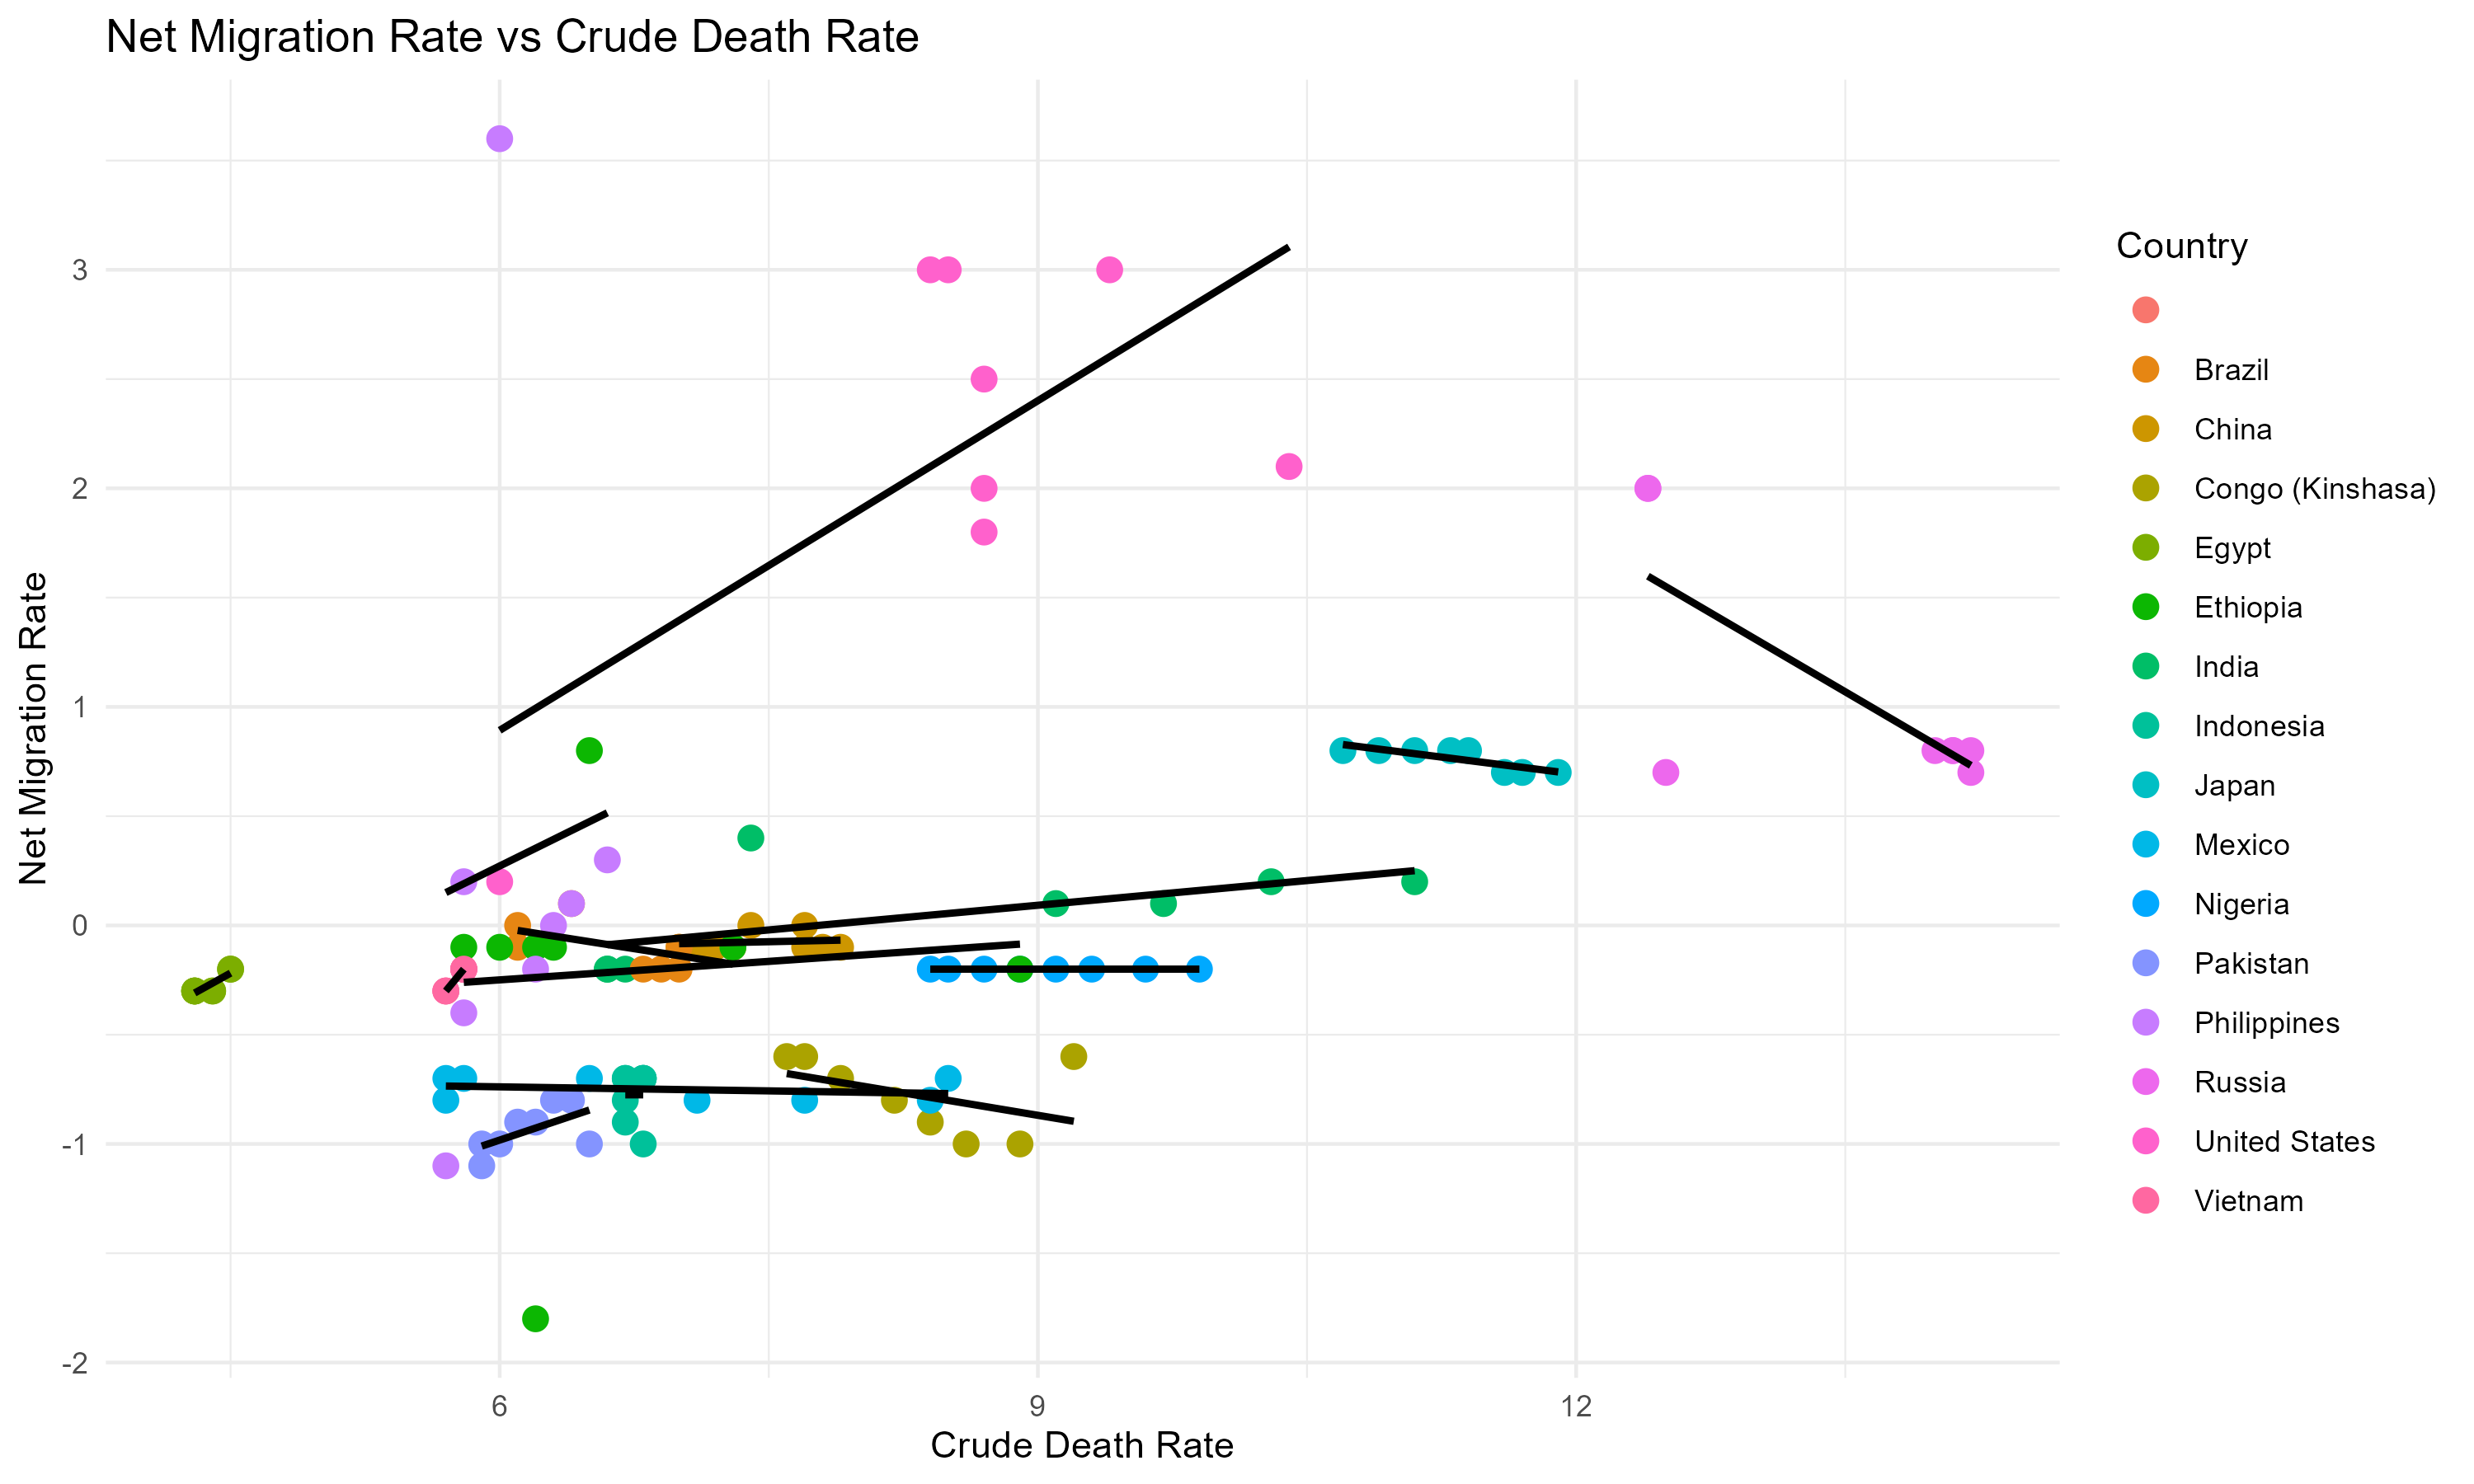 Net Migration Rate vs Crude Death Rate
Net Migration Rate
3
2
1
0
-1
-2
6
9
12
Crude Death Rate
Country
Brazil
China
Congo (Kinshasa)
Egypt
Ethiopia
India
Indonesia
Japan
Mexico
Nigeria
Pakistan
Philippines
Russia
United States
Vietnam